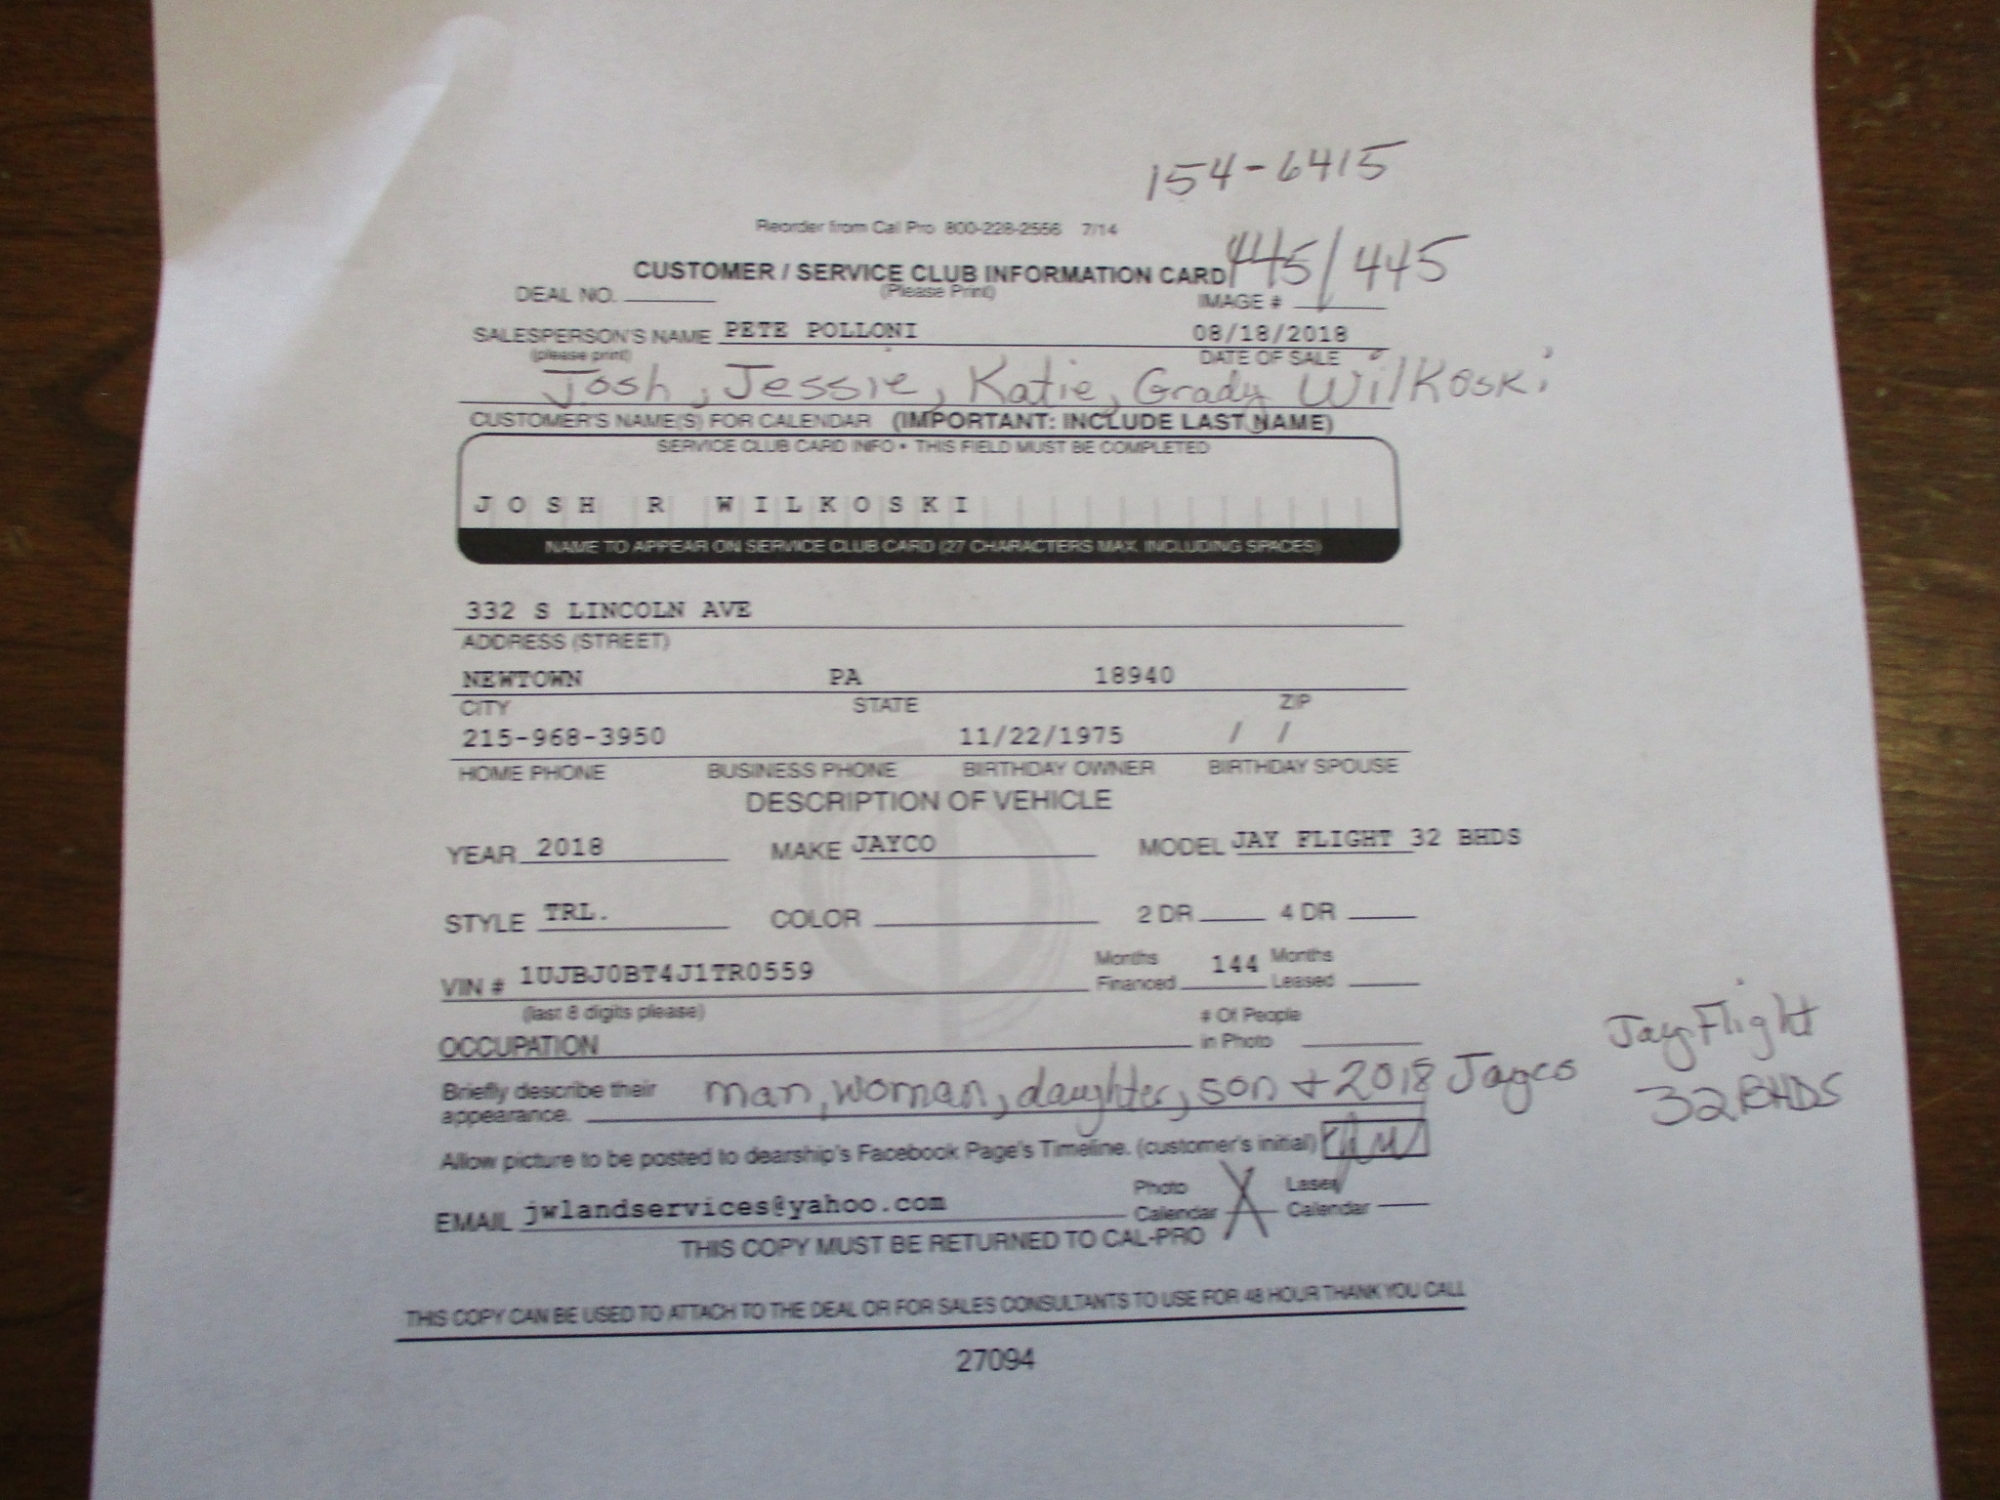 154-6415
Reorder from Cal Pro 800-228-2556 7/14
CUSTOMER / SERVICE CLUB INFORMATION CARD 445/445
DEAL NO. (Please Print) IMAGE #
SALESPERSON'S NAME PETE POLLONI 08/18/2018
(please print) DATE OF SALE
Josh, Jessie, Katie, Grady Wilkoski
CUSTOMER'S NAME(S) FOR CALENDAR (IMPORTANT: INCLUDE LAST NAME)
SERVICE CLUB CARD INFO • THIS FIELD MUST BE COMPLETED
JOSH R WILKOSKI
NAME TO APPEAR ON SERVICE CLUB CARD (27 CHARACTERS MAX. INCLUDING SPACES)
332 S LINCOLN AVE
ADDRESS (STREET)
NEWTOWN PA 18940
CITY STATE ZIP
215-968-3950 11/22/1975 / /
HOME PHONE BUSINESS PHONE BIRTHDAY OWNER BIRTHDAY SPOUSE
DESCRIPTION OF VEHICLE
YEAR 2018 MAKE JAYCO MODEL JAY FLIGHT 32 BHDS
STYLE TRL. COLOR 2 DR 4 DR
VIN # 1UJBJ0BT4J1TR0559 Months Financed 144 Months Leased
(last 8 digits please) # Of People
OCCUPATION in Photo
Briefly describe their appearance. man, woman, daughter, son + 2018 Jayco Jay Flight
32BHDS
Allow picture to be posted to dearship's Facebook Page's Timeline. (customer's initial)
EMAIL jwlandservices@yahoo.com Photo Calendar X Laser Calendar
THIS COPY MUST BE RETURNED TO CAL-PRO
THIS COPY CAN BE USED TO ATTACH TO THE DEAL OR FOR SALES CONSULTANTS TO USE FOR 48 HOUR THANK YOU CALL
27094